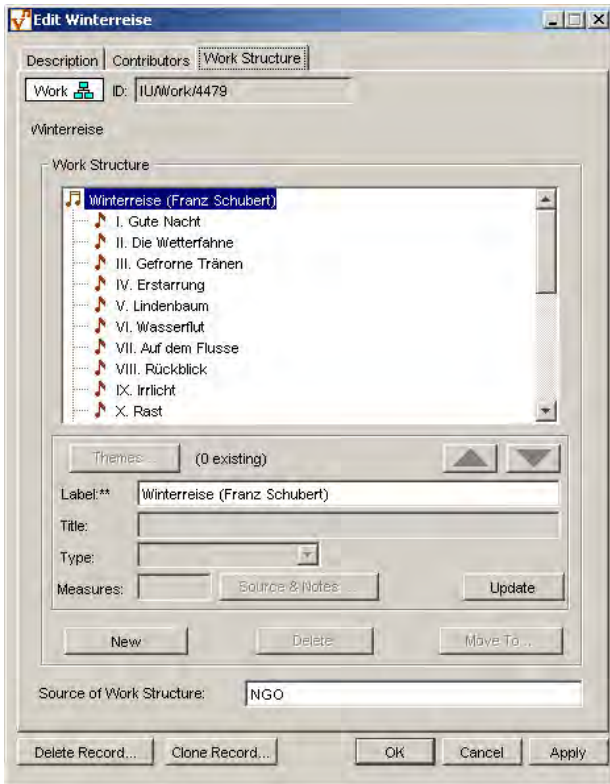 Edit Winterreise
Description Contributors Work Structure
Work ID: IU/Work/4479
Winterreise
Work Structure
Winterreise (Franz Schubert)
I. Gute Nacht
II. Die Wetterfahne
III. Gefrorne Tränen
IV. Erstarrung
V. Lindenbaum
VI. Wasserflut
VII. Auf dem Flusse
VIII. Rückblick
IX. Irrlicht
X. Rast
Themes... (0 existing)
Label:** Winterreise (Franz Schubert)
Title:
Type:
Measures: Source & Notes ... Update
New Delete Move To...
Source of Work Structure: NGO
Delete Record... Clone Record... OK Cancel Apply